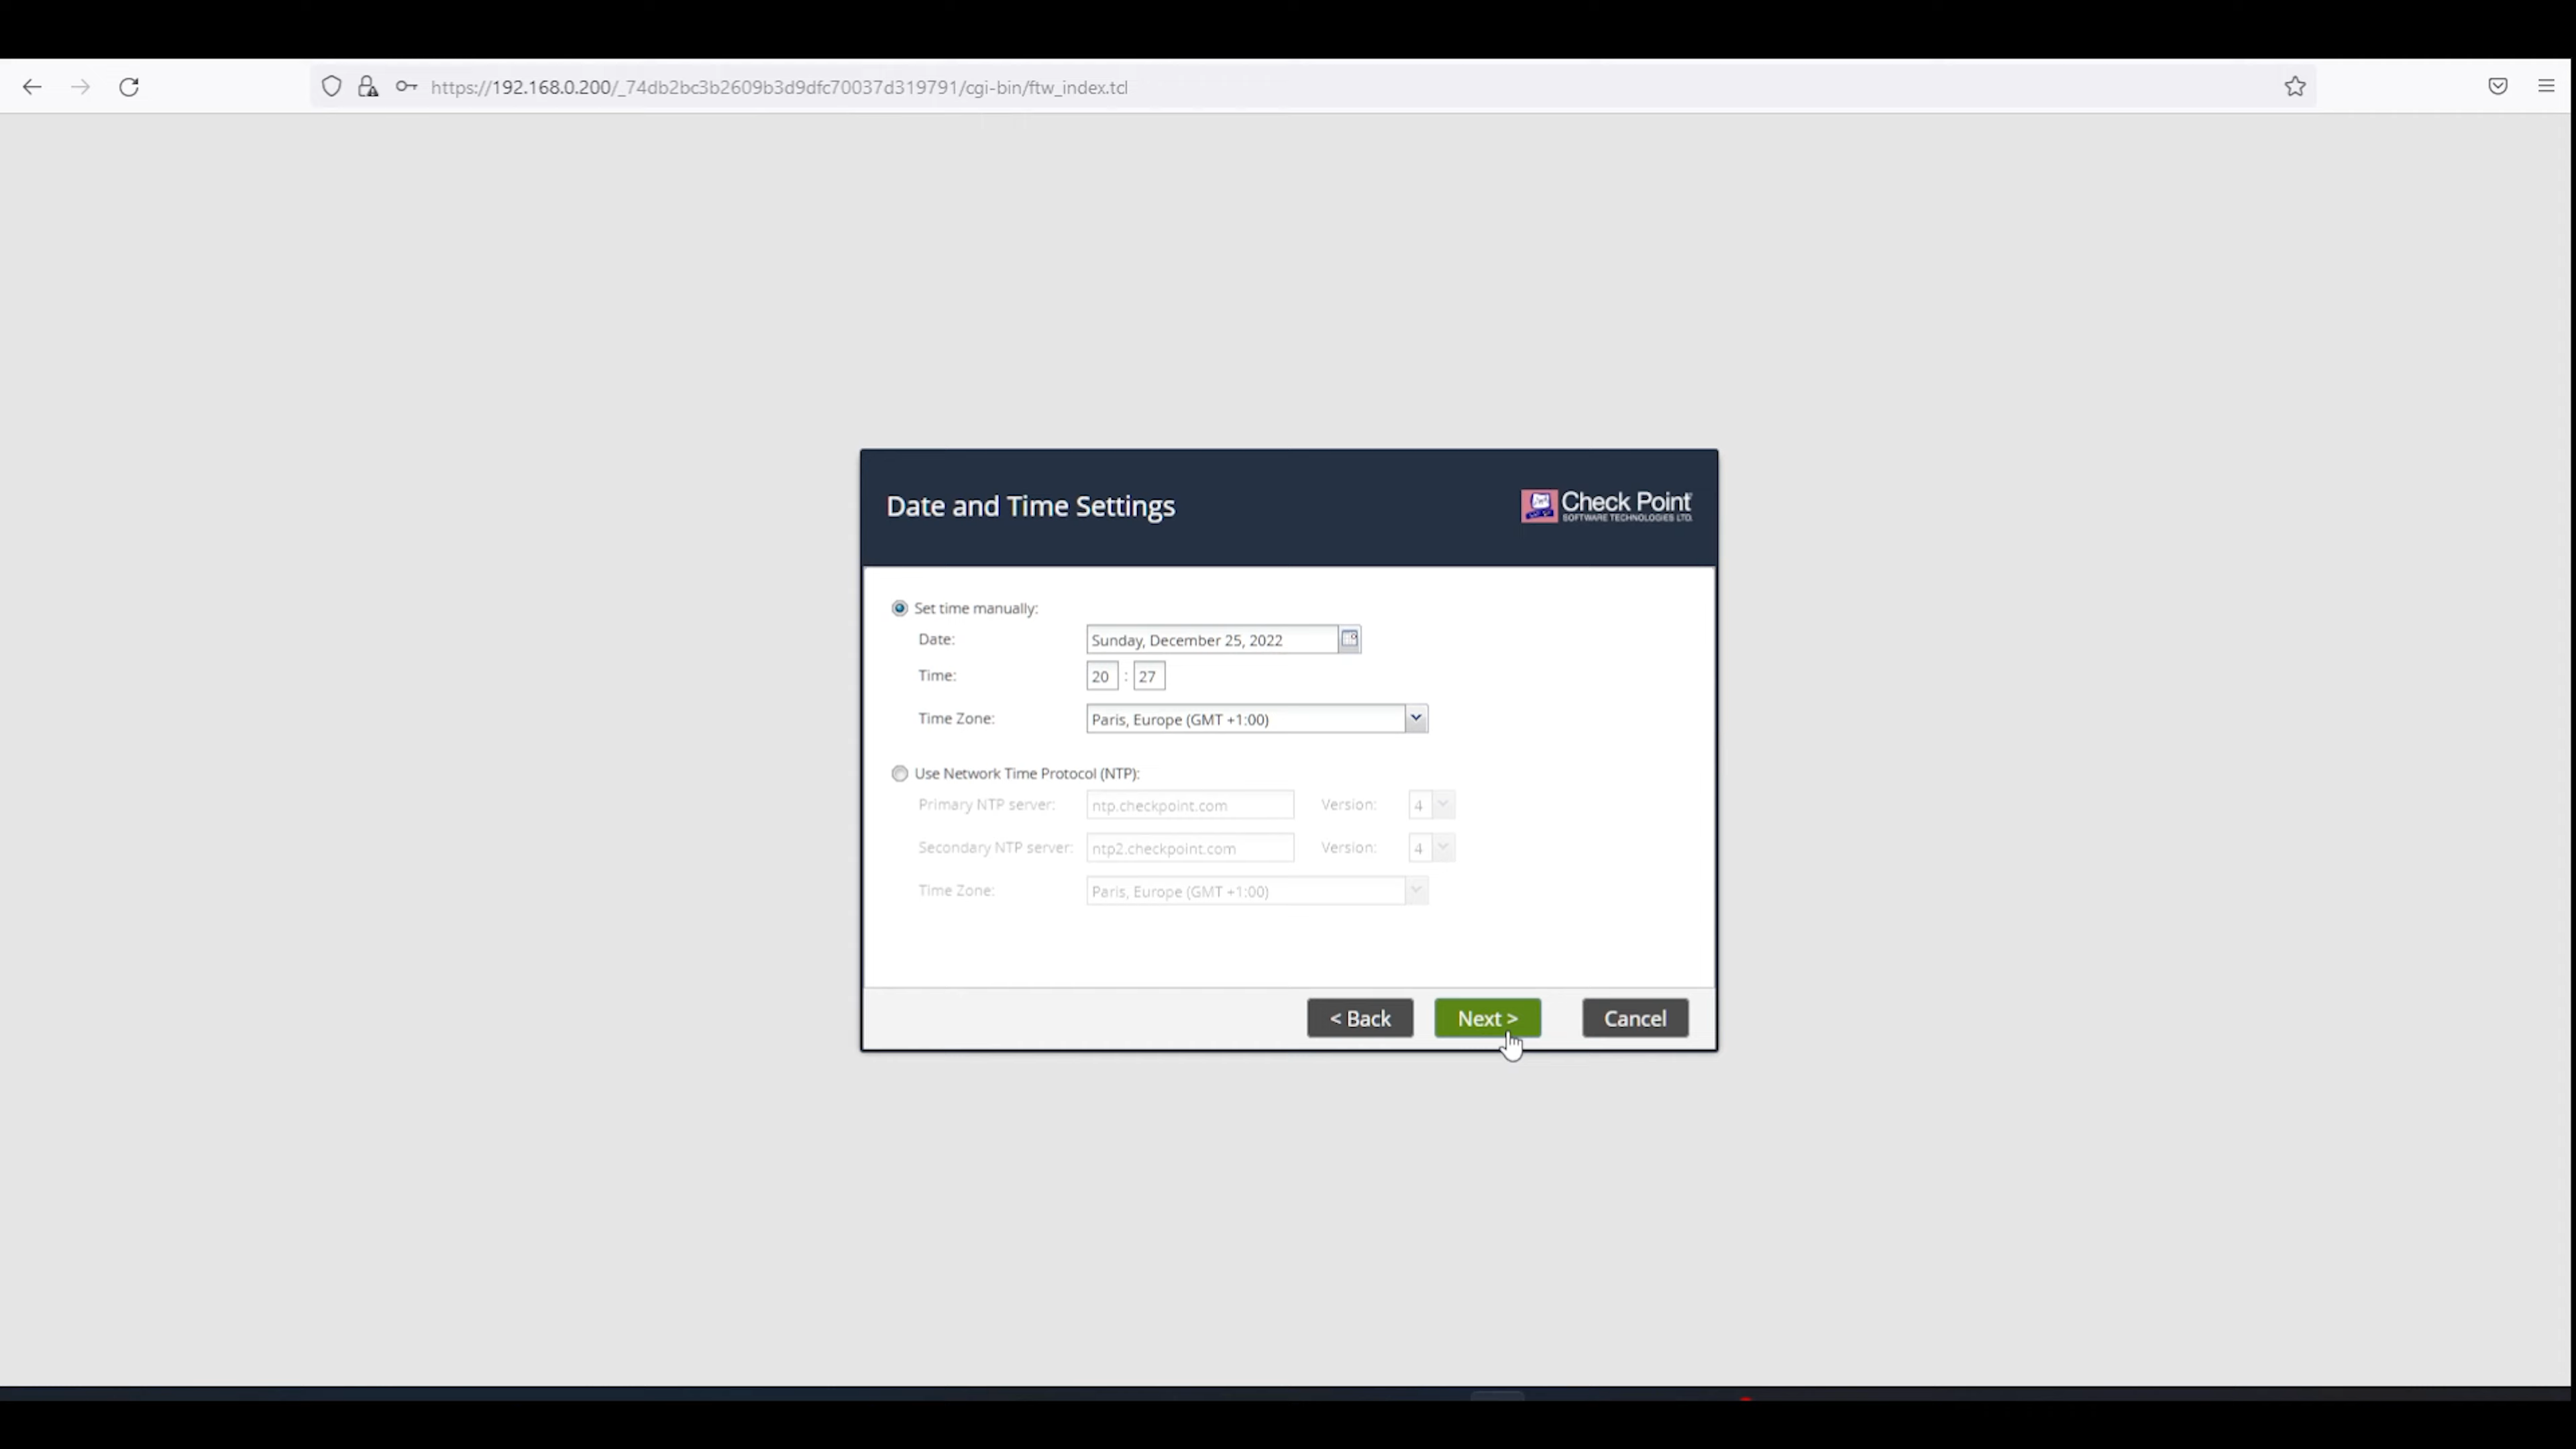 https://192.168.0.200/_74db2bc3b2609b3d9dfc70037d319791/cgi-bin/ftw_index.tcl
Date and Time Settings
Check Point
SOFTWARE TECHNOLOGIES LTD.
Set time manually:
Date: Sunday, December 25, 2022
Time: 20 : 27
Time Zone: Paris, Europe (GMT +1:00)
Use Network Time Protocol (NTP):
Primary NTP server: ntp.checkpoint.com Version: 4
Secondary NTP server: ntp2.checkpoint.com Version: 4
Time Zone: Paris, Europe (GMT +1:00)
< Back Next > Cancel